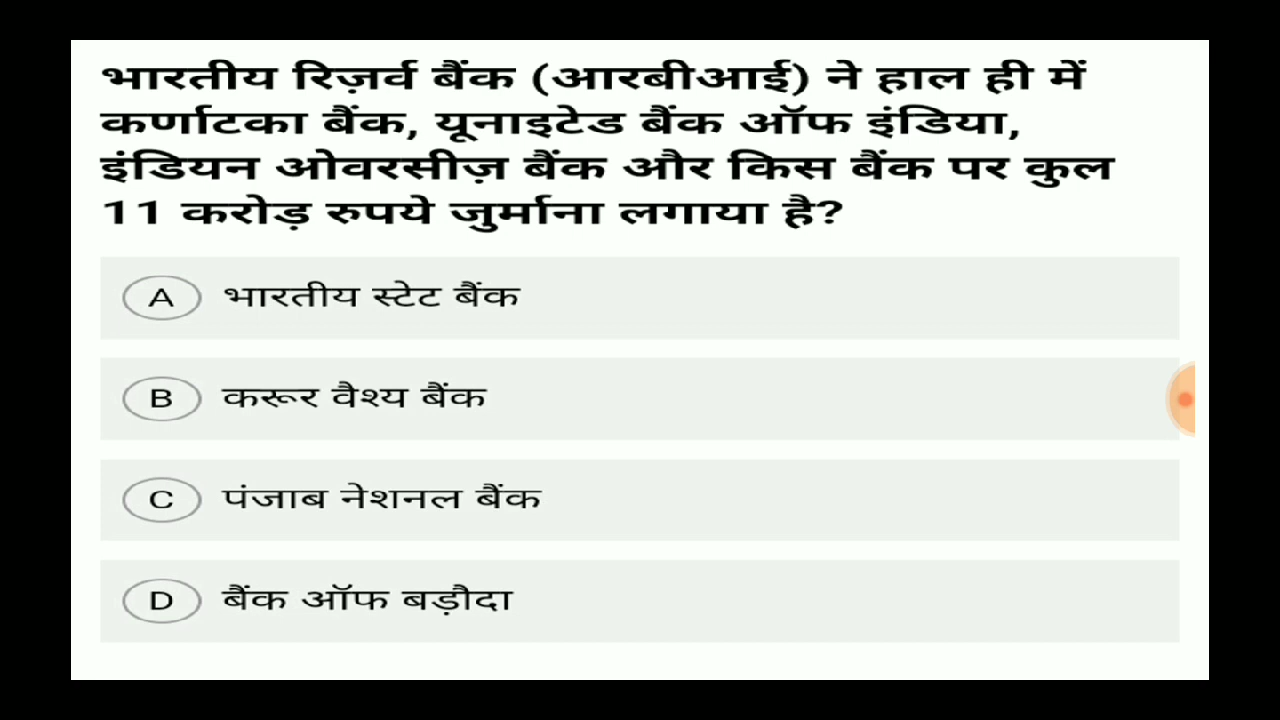 भारतीय रिज़र्व बैंक (आरबीआई) ने हाल ही में
कर्णाटका बैंक, यूनाइटेड बैंक ऑफ इंडिया,
इंडियन ओवरसीज़ बैंक और किस बैंक पर कुल
11 करोड़ रुपये जुर्माना लगाया है?
A भारतीय स्टेट बैंक
B करूर वैश्य बैंक
C पंजाब नेशनल बैंक
D बैंक ऑफ बड़ौदा